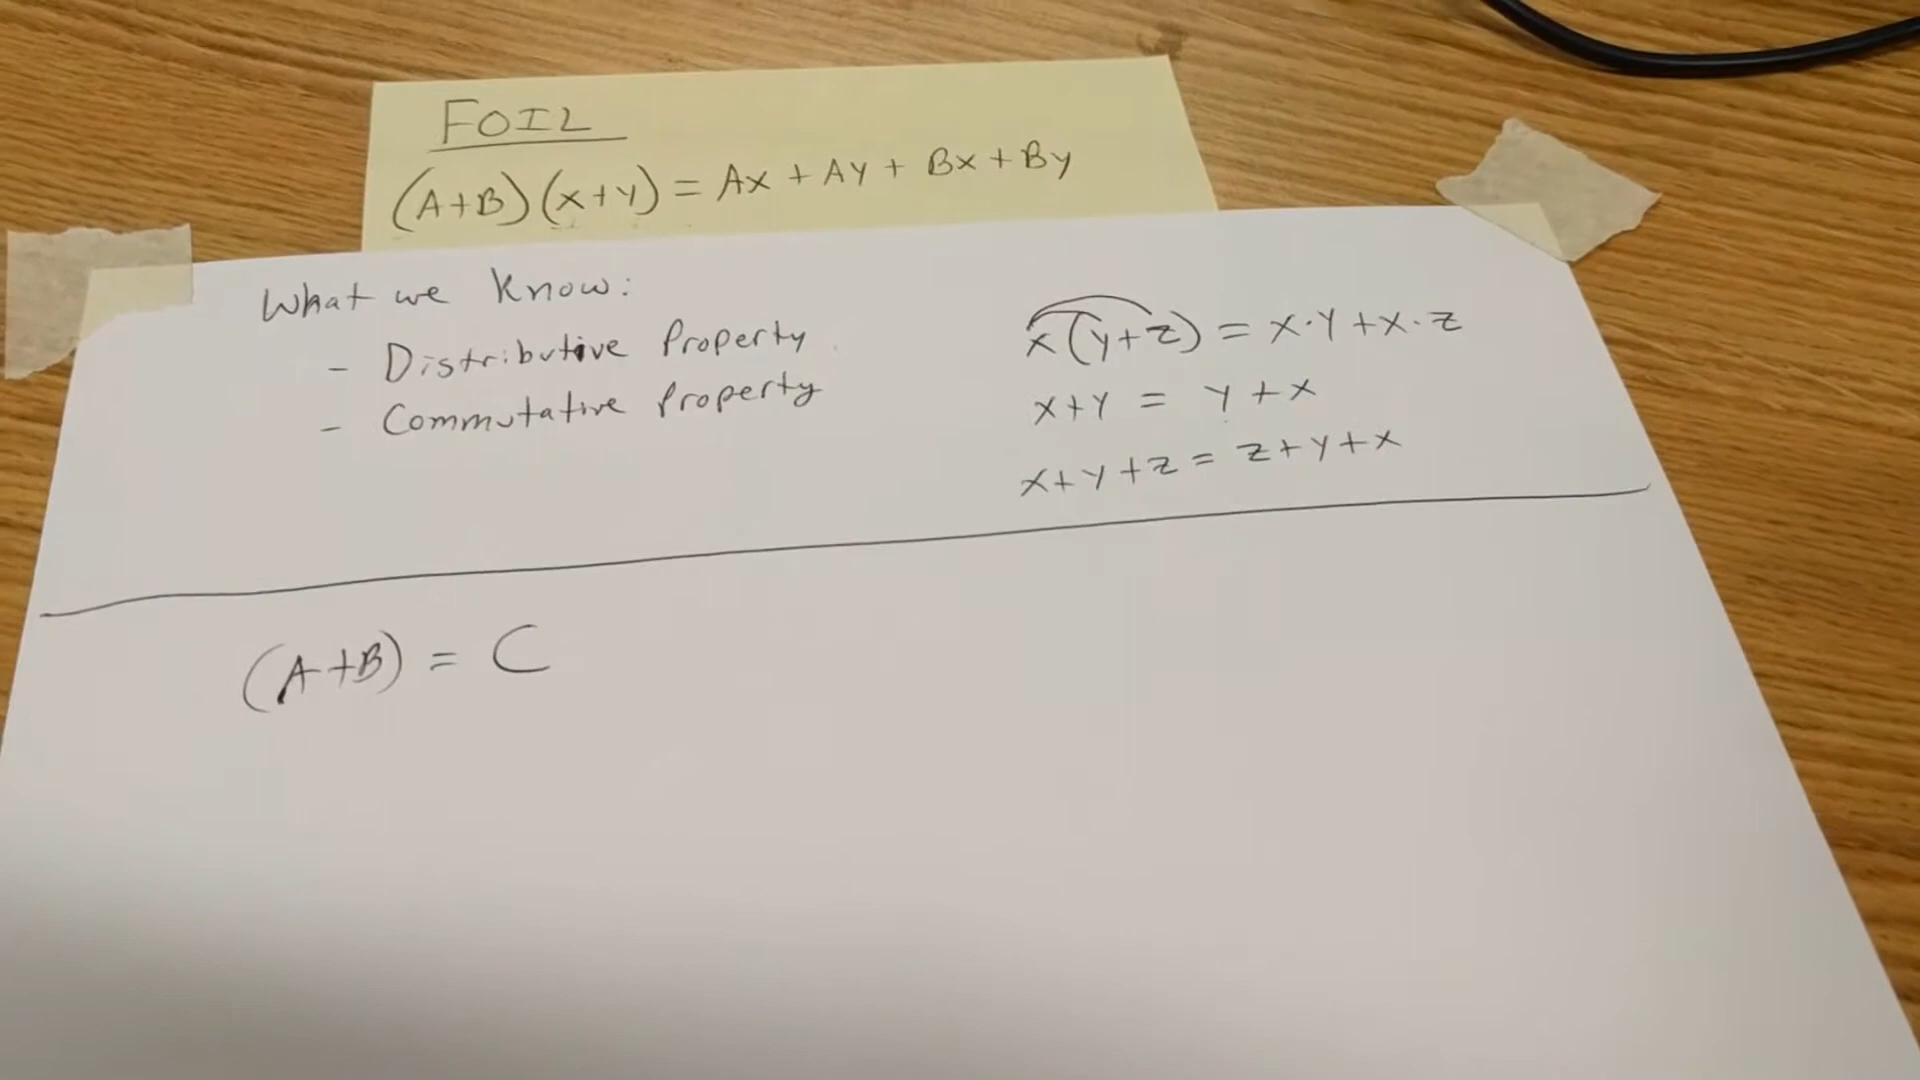 FOIL
(A+B)(x+y) = Ax + Ay + Bx + By
What we know:
- Distributive Property
- Commutative Property
x(y+z) = x·y + x·z
x+y = y+x
x+y+z = z+y+x
(A+B) = C